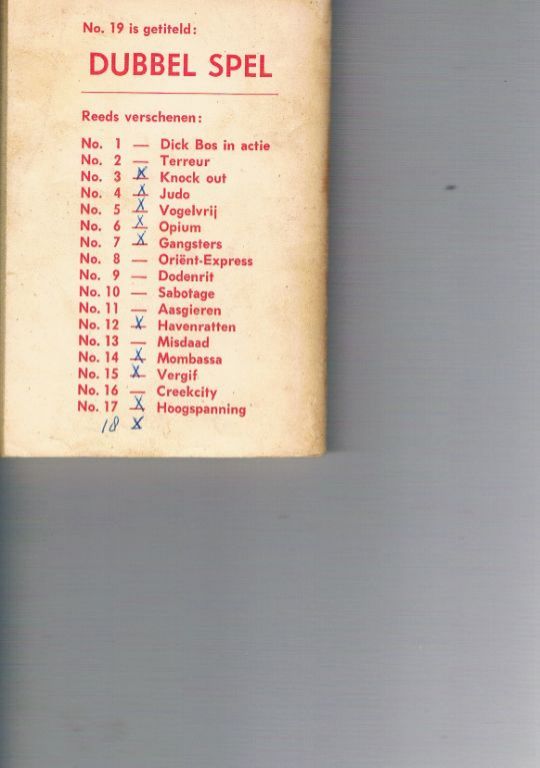 No. 19 is getiteld:
DUBBEL SPEL
Reeds verschenen:
No. 1 — Dick Bos in actie
No. 2 — Terreur
No. 3 — X Knock out
No. 4 — X Judo
No. 5 — X Vogelvrij
No. 6 — X Opium
No. 7 — X Gangsters
No. 8 — Oriënt-Express
No. 9 — Dodenrit
No. 10 — Sabotage
No. 11 — Aasgieren
No. 12 — X Havenratten
No. 13 — Misdaad
No. 14 — X Mombassa
No. 15 — X Vergif
No. 16 — Creekcity
No. 17 — X Hoogspanning
18 X